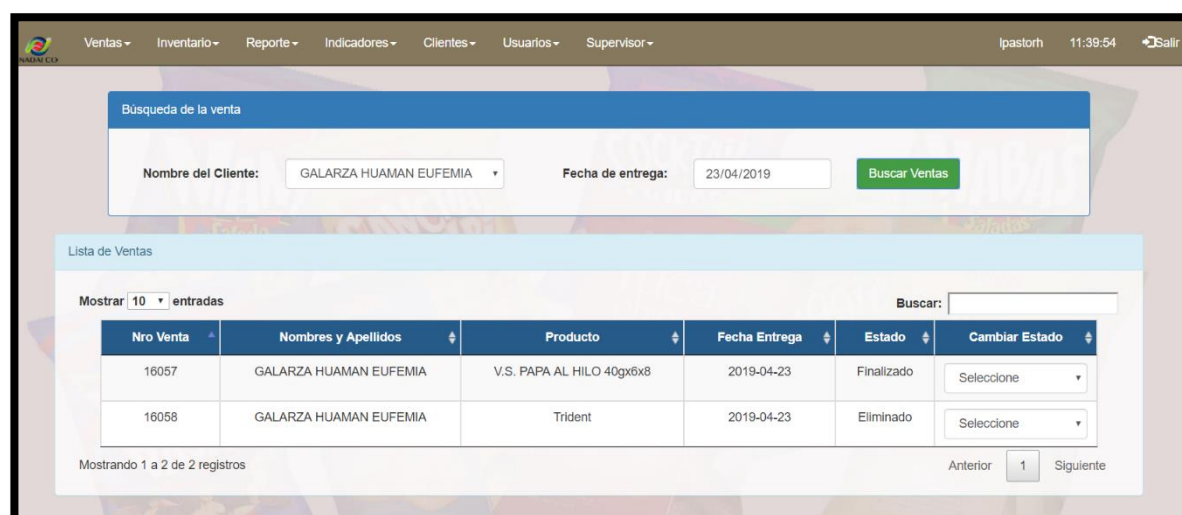 NADALCO Ventas Inventario Reporte Indicadores Clientes Usuarios Supervisor lpastorh 11:39:54 Salir
Búsqueda de la venta
Nombre del Cliente: GALARZA HUAMAN EUFEMIA Fecha de entrega: 23/04/2019 Buscar Ventas
Lista de Ventas
Mostrar 10 entradas Buscar:
Nro Venta Nombres y Apellidos Producto Fecha Entrega Estado Cambiar Estado
16057 GALARZA HUAMAN EUFEMIA V.S. PAPA AL HILO 40gx6x8 2019-04-23 Finalizado Seleccione
16058 GALARZA HUAMAN EUFEMIA Trident 2019-04-23 Eliminado Seleccione
Mostrando 1 a 2 de 2 registros Anterior 1 Siguiente